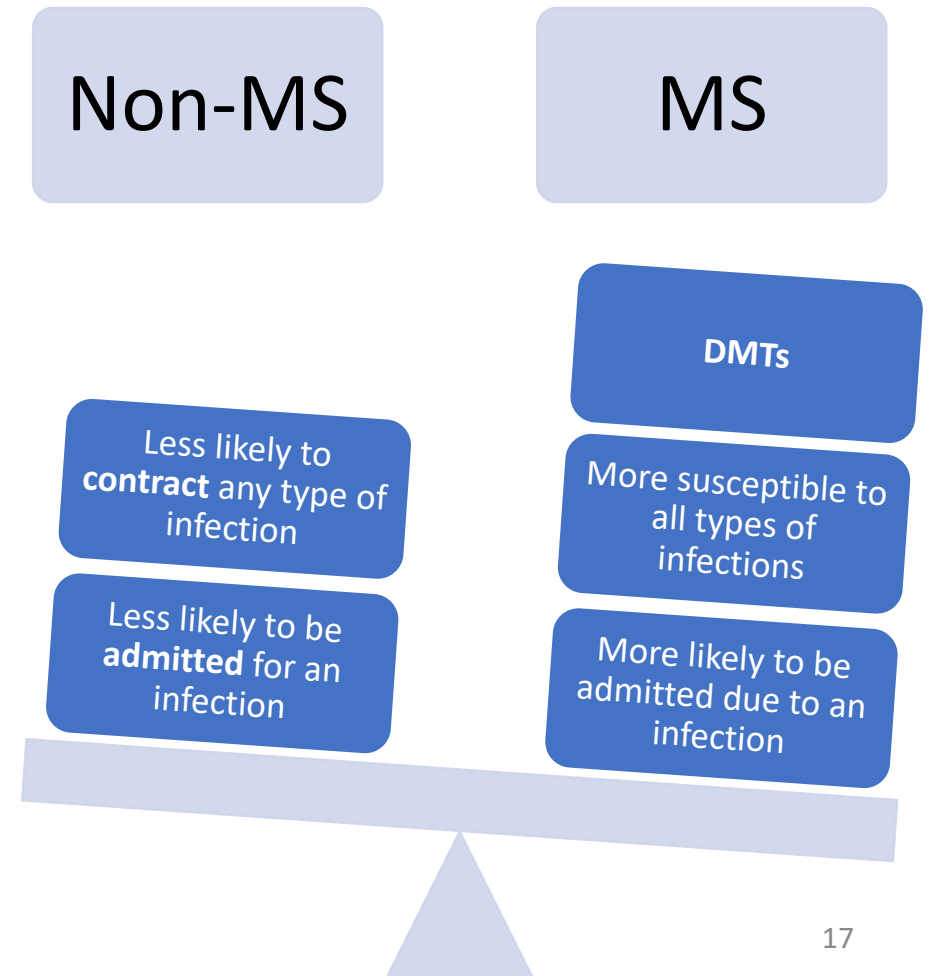 Non-MS
MS
DMTs
Less likely to
contract any type of
infection
More susceptible to
all types of
infections
Less likely to be
admitted for an
infection
More likely to be
admitted due to an
infection
17